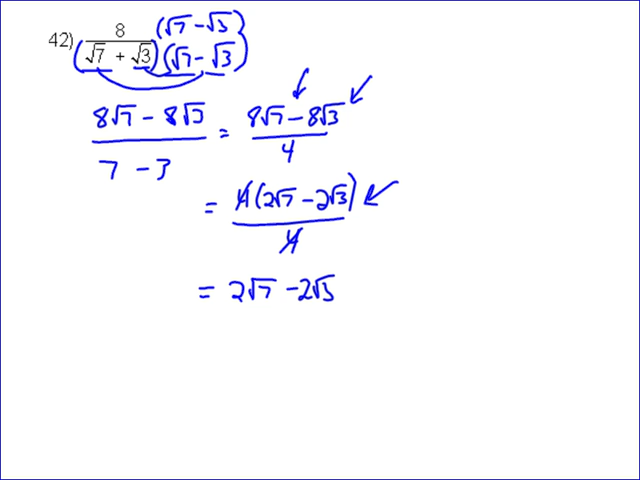 42) 8 (√7 − √3)
(√7 + √3) (√7 − √3)
8√7 − 8√3 = 8√7 − 8√3
7 − 3 4
= 4(2√7 − 2√3)
4
= 2√7 − 2√3